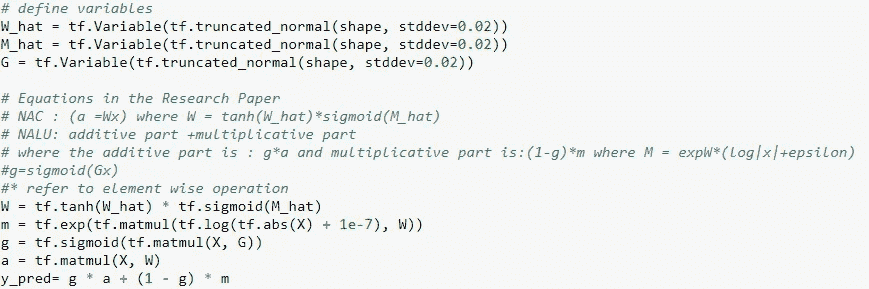 # define variables
W_hat = tf.Variable(tf.truncated_normal(shape, stddev=0.02))
M_hat = tf.Variable(tf.truncated_normal(shape, stddev=0.02))
G = tf.Variable(tf.truncated_normal(shape, stddev=0.02))
# Equations in the Research Paper
# NAC : (a =Wx) where W = tanh(W_hat)*sigmoid(M_hat)
# NALU: additive part +multiplicative part
# where the additive part is : g*a and multiplicative part is:(1-g)*m where M = expW*(log|x|+epsilon)
#g=sigmoid(Gx)
#* refer to element wise operation
W = tf.tanh(W_hat) * tf.sigmoid(M_hat)
m = tf.exp(tf.matmul(tf.log(tf.abs(X) + 1e-7), W))
g = tf.sigmoid(tf.matmul(X, G))
a = tf.matmul(X, W)
y_pred= g * a + (1 - g) * m